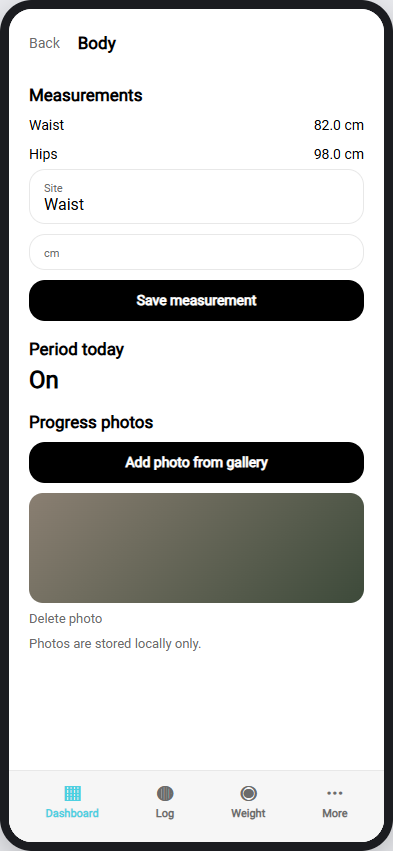 Back Body
Measurements
Waist 82.0 cm
Hips 98.0 cm
Site
Waist
cm
Save measurement
Period today
On
Progress photos
Add photo from gallery
Delete photo
Photos are stored locally only.
Dashboard Log Weight More